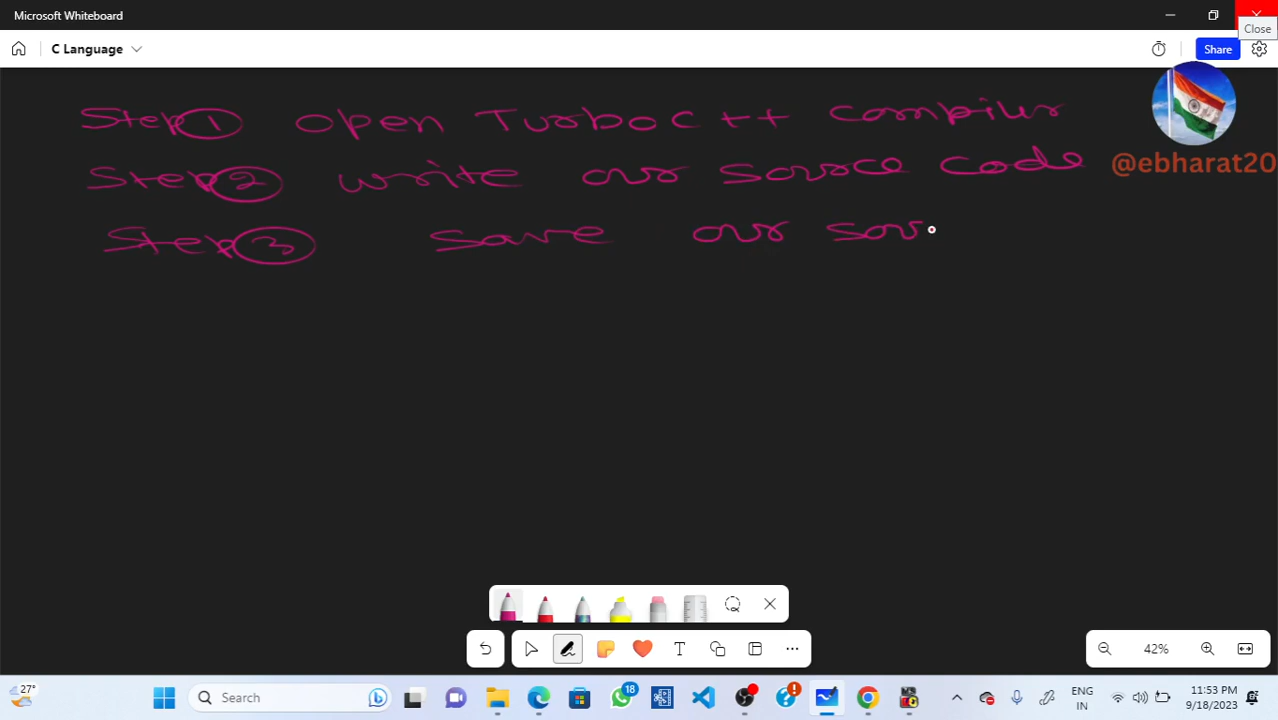 Microsoft Whiteboard
Close
C Language
Share
@ebharat20
Step 1 open Turbo C++ compiler
Step 2 write our source code
Step 3 save our sou
42%
27°
Search
18
ENG
IN
11:53 PM
9/18/2023